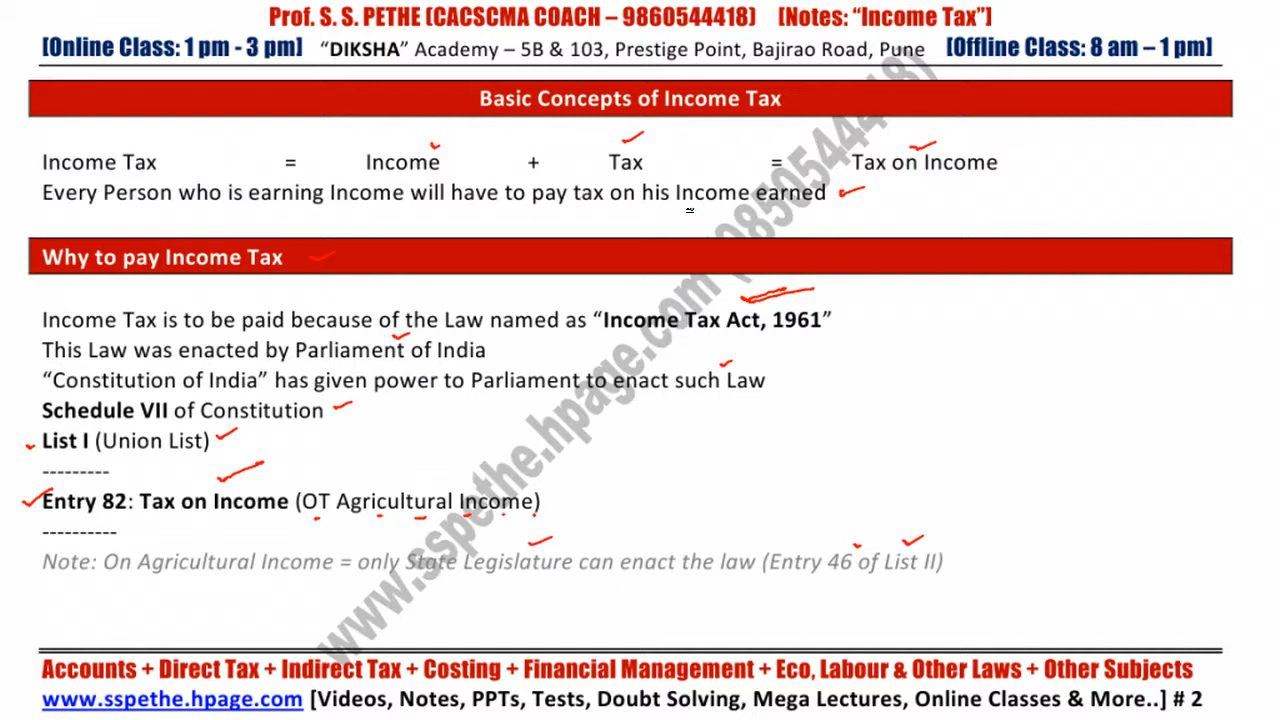 Prof. S. S. PETHE (CACSCMA COACH – 9860544418) [Notes: “Income Tax”]
[Online Class: 1 pm - 3 pm] “DIKSHA” Academy – 5B & 103, Prestige Point, Bajirao Road, Pune [Offline Class: 8 am – 1 pm]
Basic Concepts of Income Tax
Income Tax = Income + Tax = Tax on Income
Every Person who is earning Income will have to pay tax on his Income earned
Why to pay Income Tax
Income Tax is to be paid because of the Law named as “Income Tax Act, 1961”
This Law was enacted by Parliament of India
“Constitution of India” has given power to Parliament to enact such Law
Schedule VII of Constitution
List I (Union List)
---------
Entry 82: Tax on Income (OT Agricultural Income)
----------
Note: On Agricultural Income = only State Legislature can enact the law (Entry 46 of List II)
www.sspethe.hpage.com
Accounts + Direct Tax + Indirect Tax + Costing + Financial Management + Eco, Labour & Other Laws + Other Subjects
www.sspethe.hpage.com [Videos, Notes, PPTs, Tests, Doubt Solving, Mega Lectures, Online Classes & More..] # 2